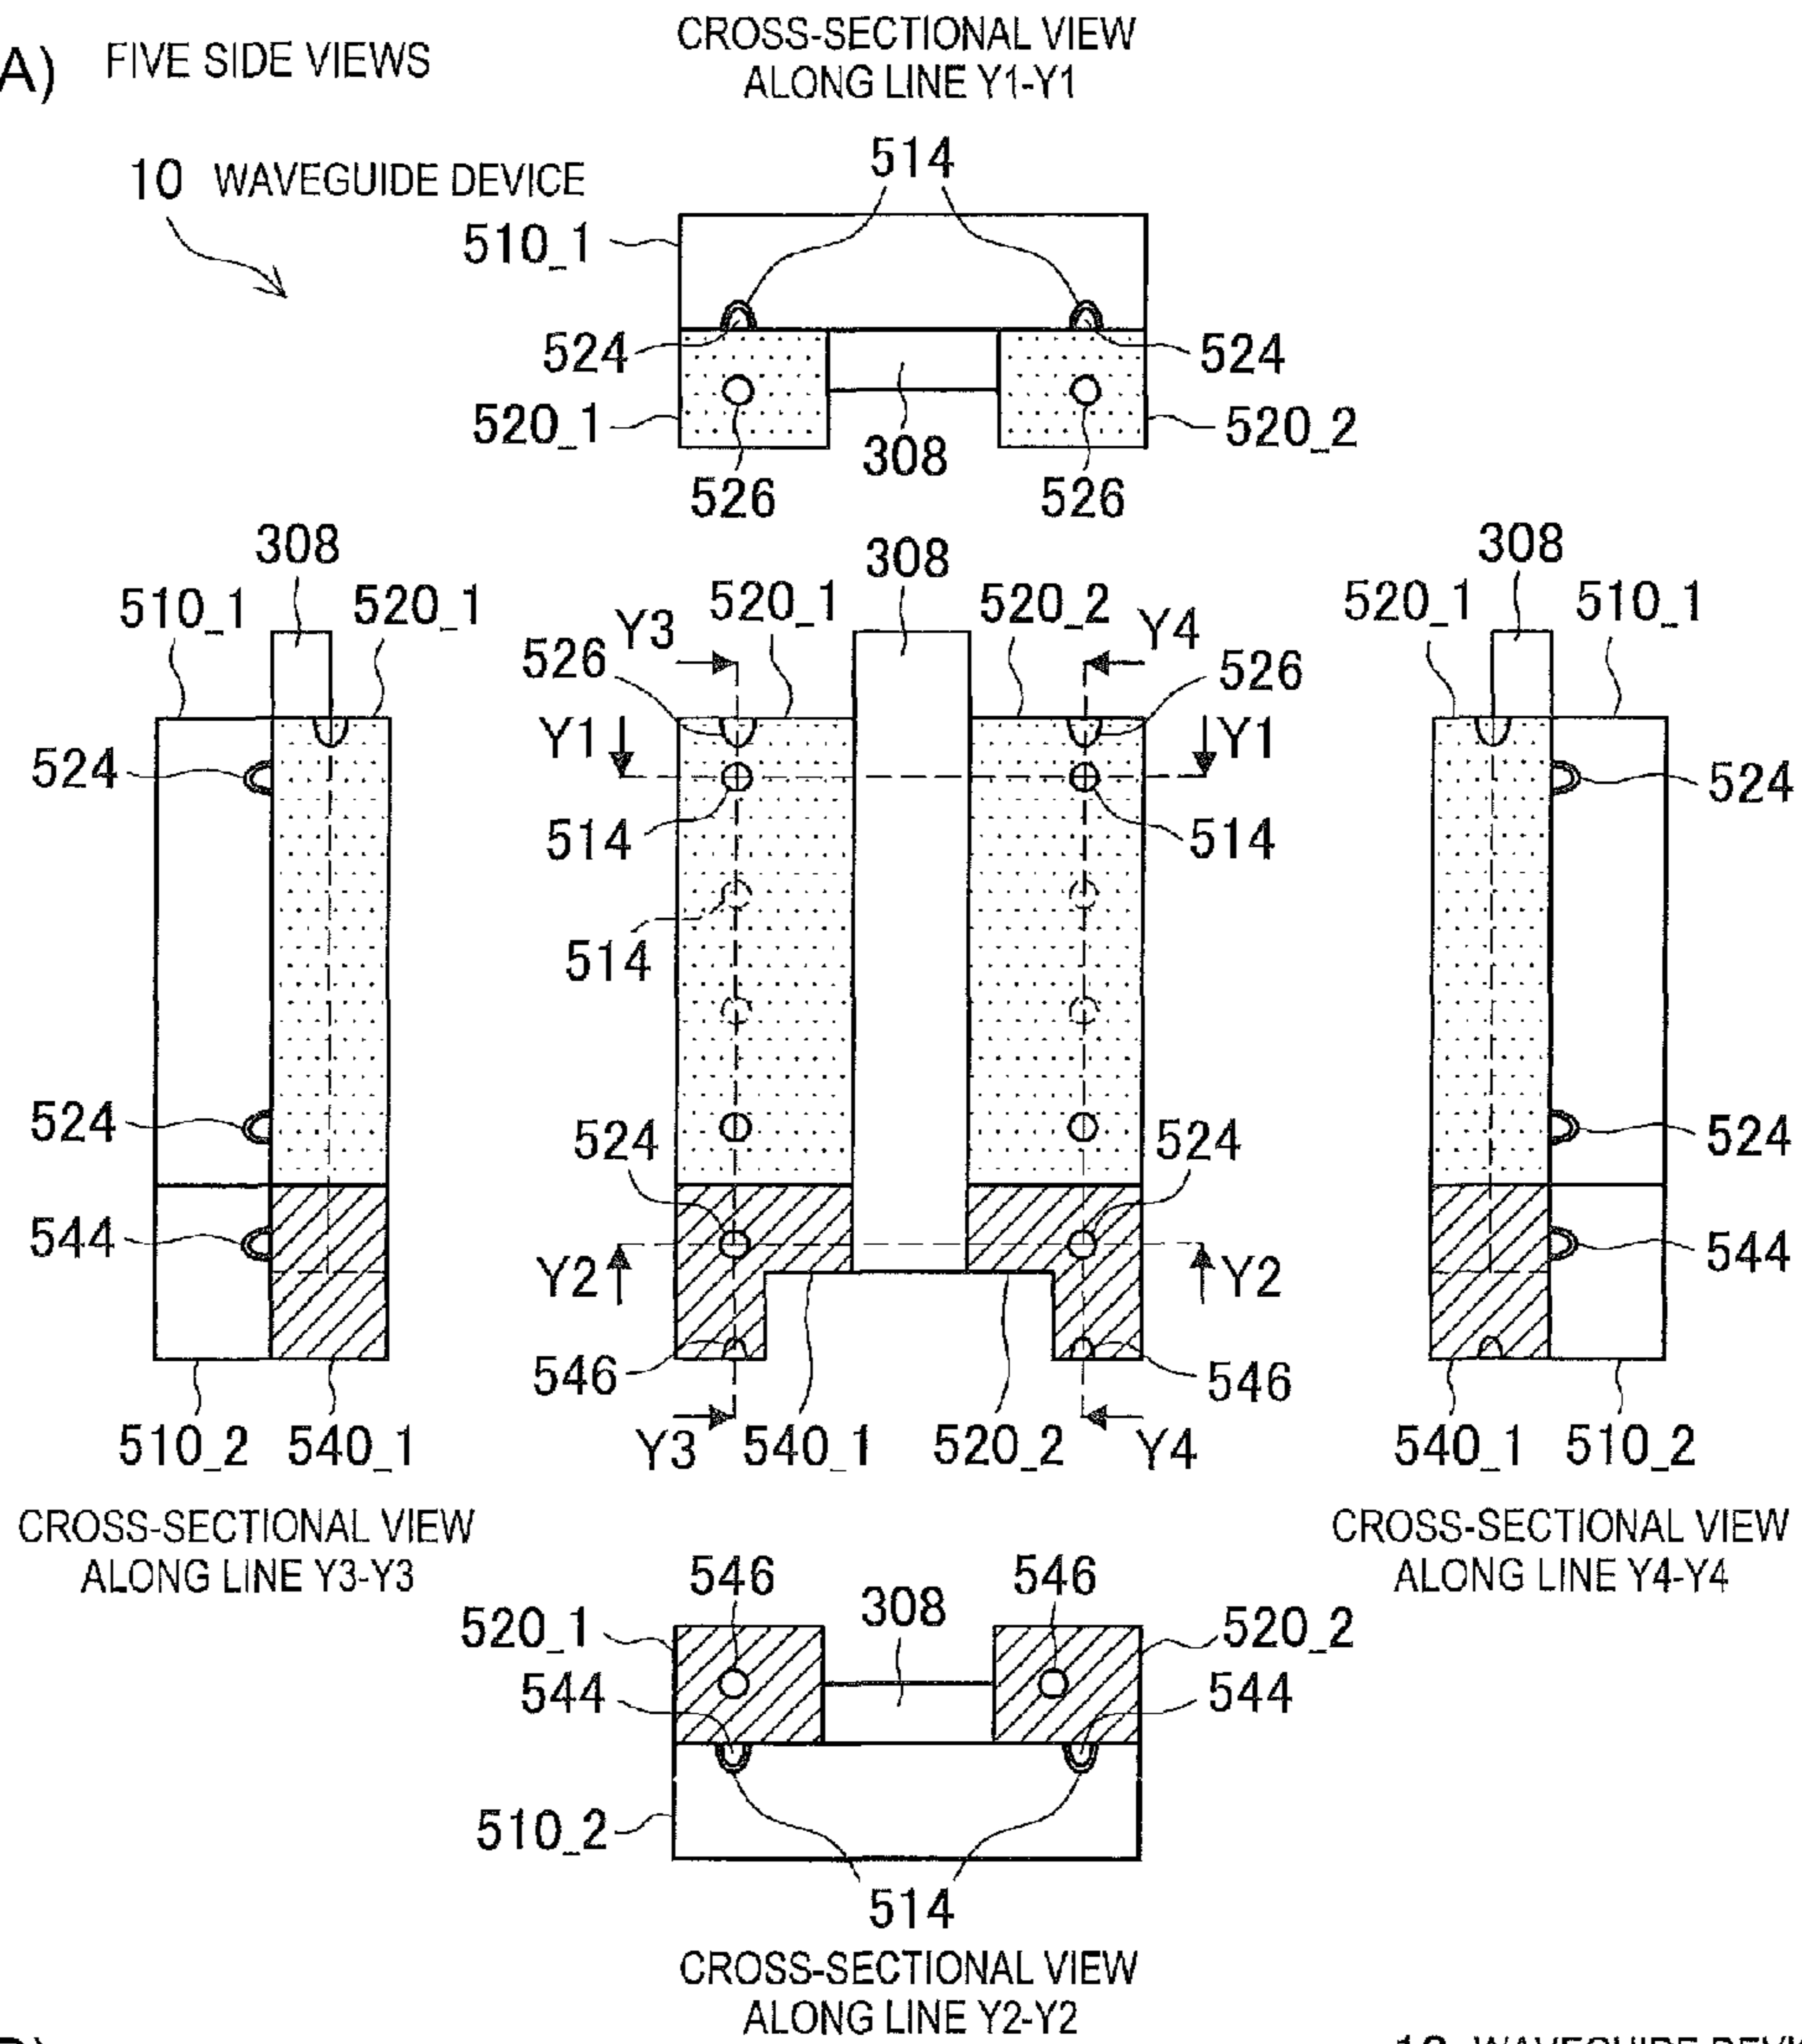 A) FIVE SIDE VIEWS
CROSS-SECTIONAL VIEW
ALONG LINE Y1-Y1
10 WAVEGUIDE DEVICE
514
510_1
524
524
520_1
520_2
308
526
526
308
510_1
520_1
524
524
544
510_2
540_1
CROSS-SECTIONAL VIEW
ALONG LINE Y3-Y3
308
520_1
520_2
Y3
Y4
526
526
Y1
Y1
514
514
514
524
524
Y2
Y2
546
546
Y3
540_1
520_2
Y4
308
520_1
510_1
524
524
544
540_1
510_2
CROSS-SECTIONAL VIEW
ALONG LINE Y4-Y4
546
546
308
520_1
520_2
544
544
510_2
514
CROSS-SECTIONAL VIEW
ALONG LINE Y2-Y2